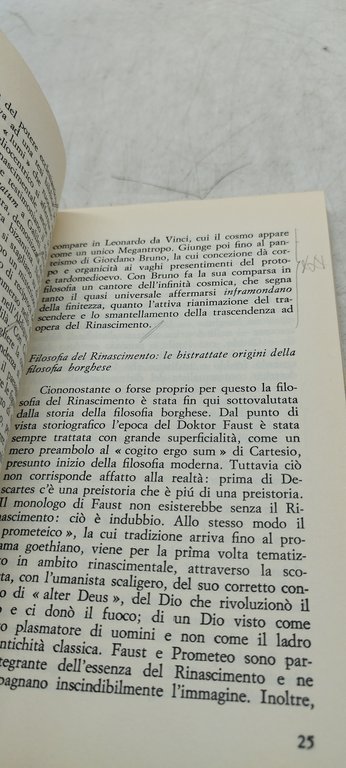 del potere
compare in Leonardo da Vinci, cui il cosmo appare
come un unico Megantropo. Giunge poi fino al pan-
teismo di Giordano Bruno, la cui concezione dà cor-
po e organicità ai vaghi presentimenti del proto-
e tardomedioevo. Con Bruno fa la sua comparsa in
filosofia un cantore dell'infinità cosmica, che segna
tanto il quasi universale affermarsi inframondano
della finitezza, quanto l'attiva rianimazione del tra-
scendere e lo smantellamento della trascendenza ad
opera del Rinascimento.
Filosofia del Rinascimento: le bistrattate origini della
filosofia borghese
Ciononostante o forse proprio per questo la filo-
sofia del Rinascimento è stata fin qui sottovalutata
dalla storia della filosofia borghese. Dal punto di
vista storiografico l'epoca del Doktor Faust è stata
sempre trattata con grande superficialità, come un
mero preambolo al « cogito ergo sum » di Cartesio,
presunto inizio della filosofia moderna. Tuttavia ciò
non corrisponde affatto alla realtà: prima di De-
scartes c'è una preistoria che è piú di una preistoria.
Il monologo di Faust non esisterebbe senza il Ri-
nascimento: ciò è indubbio. Allo stesso modo il
prometeico », la cui tradizione arriva fino al pro-
ama goethiano, viene per la prima volta tematiz-
in ambito rinascimentale, attraverso la sco-
ta, con l'umanista scaligero, del suo corretto con-
o di « alter Deus », del Dio che rivoluzionò il
o e ci donò il fuoco; di un Dio visto come
ro plasmatore di uomini e non come il ladro
antichità classica. Faust e Prometeo sono par-
tegrante dell'essenza del Rinascimento e ne
pagnano inscindibilmente l'immagine. Inoltre,
25